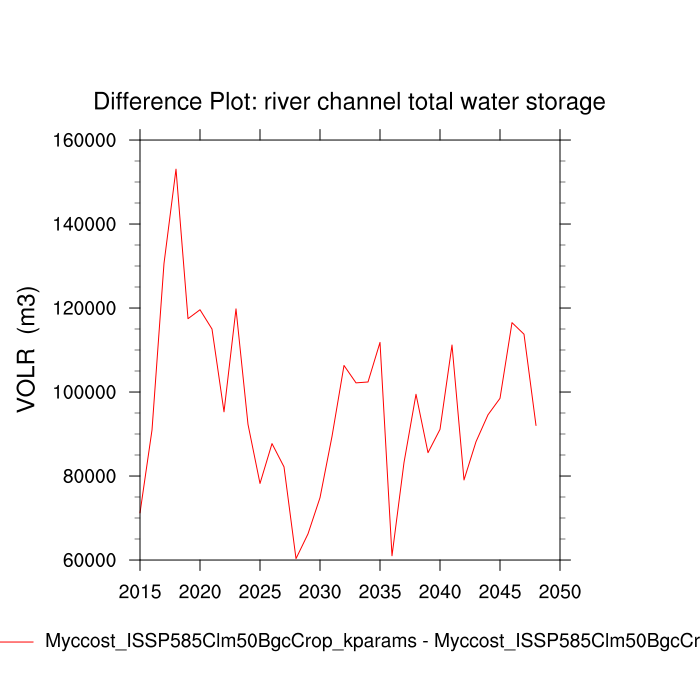 Difference Plot: river channel total water storage
160000
140000
120000
100000
80000
60000
VOLR (m3)
2015 2020 2025 2030 2035 2040 2045 2050
Myccost_ISSP585Clm50BgcCrop_kparams - Myccost_ISSP585Clm50BgcCr